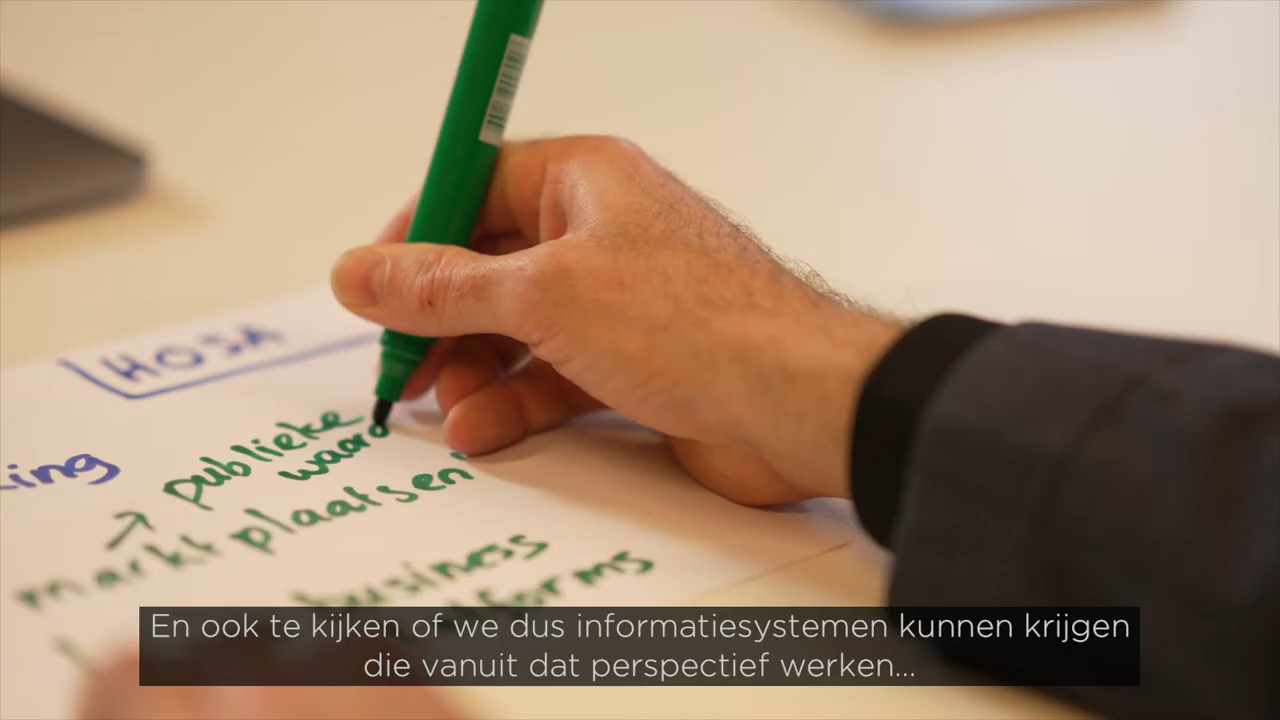 HOSA
king
publieke
waard
markt plaatsen
business
forms
En ook te kijken of we dus informatiesystemen kunnen krijgen
die vanuit dat perspectief werken...